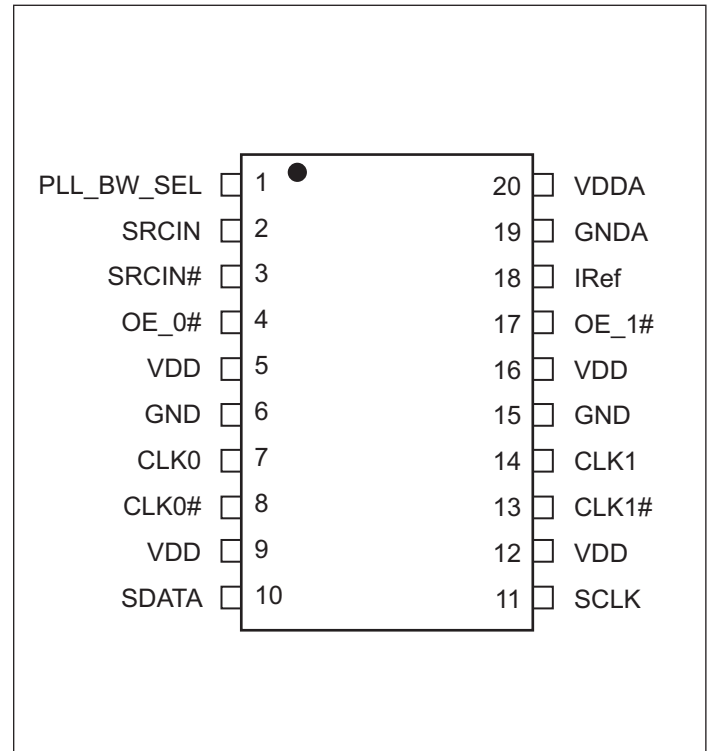 PLL_BW_SEL 1 20 VDDA
SRCIN 2 19 GNDA
SRCIN# 3 18 IRef
OE_0# 4 17 OE_1#
VDD 5 16 VDD
GND 6 15 GND
CLK0 7 14 CLK1
CLK0# 8 13 CLK1#
VDD 9 12 VDD
SDATA 10 11 SCLK